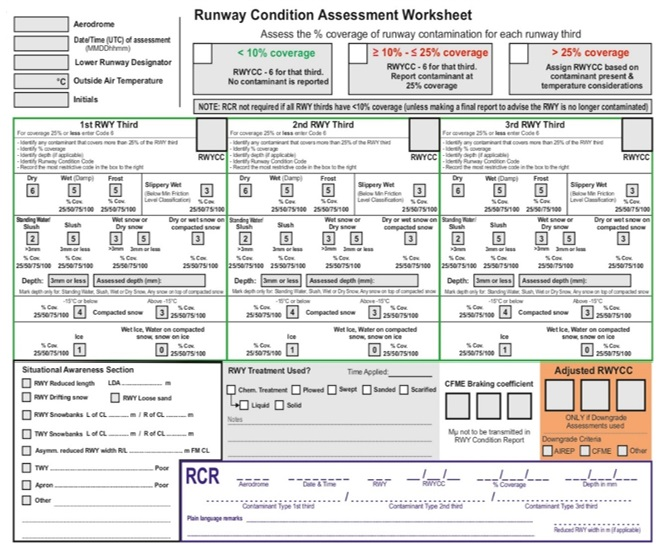 Runway Condition Assessment Worksheet
Assess the % coverage of runway contamination for each runway third
Aerodrome
Date/Time (UTC) of assessment
(MMDDhhmm)
Lower Runway Designator
°C Outside Air Temperature
Initials
< 10% coverage
RWYCC - 6 for that third.
No contaminant is reported
≥ 10% - ≤ 25% coverage
RWYCC - 6 for that third.
Report contaminant at
25% coverage
> 25% coverage
Assign RWYCC based on
contaminant present &
temperature considerations
NOTE: RCR not required if all RWY thirds have <10% coverage (unless making a final report to advise the RWY is no longer contaminated)
1st RWY Third
For coverage 25% or less enter Code 6
- Identify any contaminant that covers more than 25% of the RWY third
- Identify % coverage
- Identify depth (if applicable)
- Identify Runway Condition Code
- Record the most restrictive code in the box to the right
RWYCC
Dry Wet (Damp) Frost Slippery Wet
6 5 5 (Below Min Friction Level Classification) 3
% Cov. % Cov.
25/50/75/100 25/50/75/100 25/50/75/100
Standing Water/ Slush Slush Wet snow or Dry snow Dry or wet snow on compacted snow
2 5 3 5 3
>3mm 3mm or less >3mm 3mm or less
% Cov. % Cov. % Cov. % Cov.
25/50/75/100 25/50/75/100 25/50/75/100 25/50/75/100
Depth: 3mm or less Assessed depth (mm):
Mark depth only for: Standing Water, Slush, Wet or Dry Snow, Any snow on top of compacted snow
-15°C or below Above -15°C
% Cov. 25/50/75/100 4 Compacted snow 3 % Cov. 25/50/75/100
Ice Wet Ice, Water on compacted snow, snow on ice
% Cov. 25/50/75/100 1 0 % Cov. 25/50/75/100
2nd RWY Third
For coverage 25% or less enter Code 6
- Identify any contaminant that covers more than 25% of the RWY third
- Identify % coverage
- Identify depth (if applicable)
- Identify Runway Condition Code
- Record the most restrictive code in the box to the right
RWYCC
Dry Wet (Damp) Frost Slippery Wet
6 5 5 (Below Min Friction Level Classification) 3
% Cov. % Cov.
25/50/75/100 25/50/75/100 25/50/75/100
Standing Water/ Slush Slush Wet snow or Dry snow Dry or wet snow on compacted snow
2 5 3 5 3
>3mm 3mm or less >3mm 3mm or less
% Cov. % Cov. % Cov. % Cov.
25/50/75/100 25/50/75/100 25/50/75/100 25/50/75/100
Depth: 3mm or less Assessed depth (mm):
Mark depth only for: Standing Water, Slush, Wet or Dry Snow, Any snow on top of compacted snow
-15°C or below Above -15°C
% Cov. 25/50/75/100 4 Compacted snow 3 % Cov. 25/50/75/100
Ice Wet Ice, Water on compacted snow, snow on ice
% Cov. 25/50/75/100 1 0 % Cov. 25/50/75/100
3rd RWY Third
For coverage 25% or less enter Code 6
- Identify any contaminant that covers more than 25% of the RWY third
- Identify % coverage
- Identify depth (if applicable)
- Identify Runway Condition Code
- Record the most restrictive code in the box to the right
RWYCC
Dry Wet (Damp) Frost Slippery Wet
6 5 5 (Below Min Friction Level Classification) 3
% Cov. % Cov.
25/50/75/100 25/50/75/100 25/50/75/100
Standing Water/ Slush Slush Wet snow or Dry snow Dry or wet snow on compacted snow
2 5 3 5 3
>3mm 3mm or less >3mm 3mm or less
% Cov. % Cov. % Cov. % Cov.
25/50/75/100 25/50/75/100 25/50/75/100 25/50/75/100
Depth: 3mm or less Assessed depth (mm):
Mark depth only for: Standing Water, Slush, Wet or Dry Snow, Any snow on top of compacted snow
-15°C or below Above -15°C
% Cov. 25/50/75/100 4 Compacted snow 3 % Cov. 25/50/75/100
Ice Wet Ice, Water on compacted snow, snow on ice
% Cov. 25/50/75/100 1 0 % Cov. 25/50/75/100
Situational Awareness Section
RWY Reduced length LDA m
RWY Drifting snow RWY Loose sand
RWY Snowbanks L of CL m / R of CL m
TWY Snowbanks L of CL m / R of CL m
Asymm. reduced RWY width R/L m FM CL
TWY Poor
Apron Poor
Other
RWY Treatment Used? Time Applied:
Chem. Treatment Plowed Swept Sanded Scarified
Liquid Solid
Notes
CFME Braking coefficient
Mµ not to be transmitted in
RWY Condition Report
Adjusted RWYCC
ONLY if Downgrade
Assessments used
Downgrade Criteria
AIREP CFME Other
RCR
Aerodrome Date & Time RWY RWYCC % Coverage Depth in mm
Contaminant Type 1st third / Contaminant Type 2nd third / Contaminant Type 3rd third
Plain language remarks
Reduced RWY width in m (if applicable)